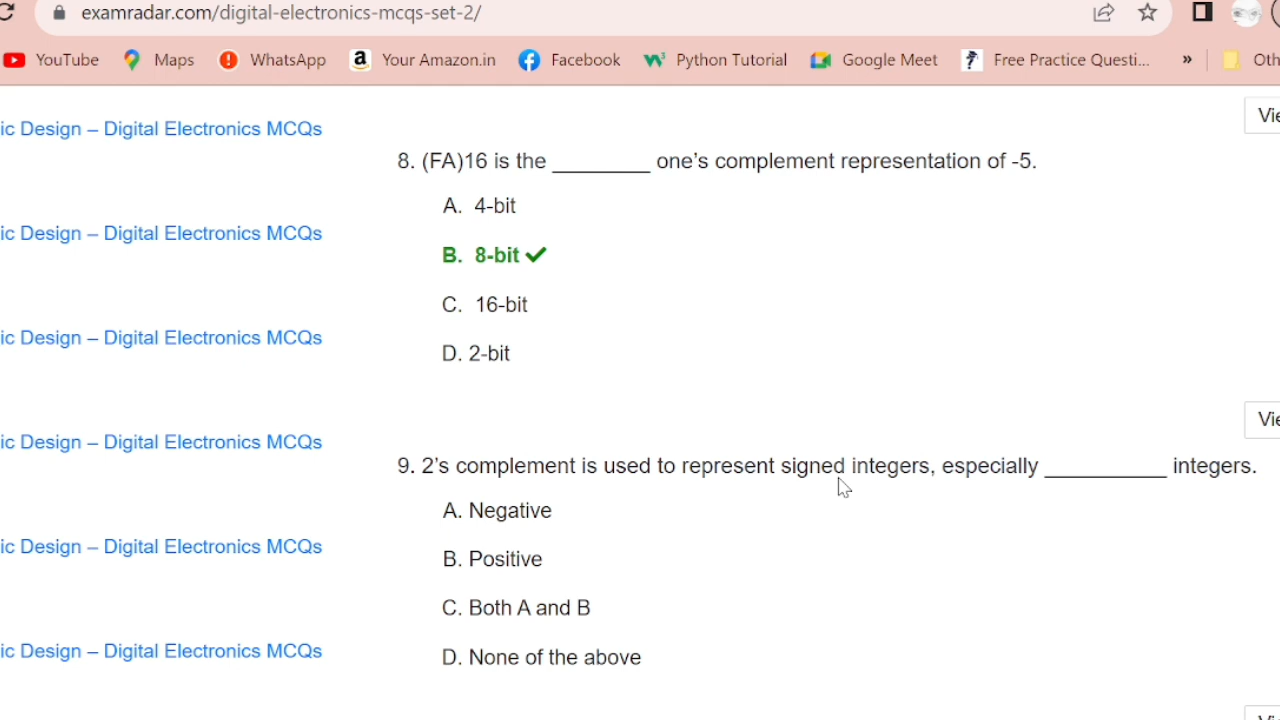 examradar.com/digital-electronics-mcqs-set-2/
YouTube Maps WhatsApp Your Amazon.in Facebook Python Tutorial Google Meet Free Practice Questi... » Oth
ic Design – Digital Electronics MCQs
Vie
8. (FA)16 is the ________ one’s complement representation of -5.
A. 4-bit
ic Design – Digital Electronics MCQs
B. 8-bit
C. 16-bit
ic Design – Digital Electronics MCQs
D. 2-bit
Vie
ic Design – Digital Electronics MCQs
9. 2’s complement is used to represent signed integers, especially __________ integers.
A. Negative
ic Design – Digital Electronics MCQs
B. Positive
C. Both A and B
ic Design – Digital Electronics MCQs
D. None of the above